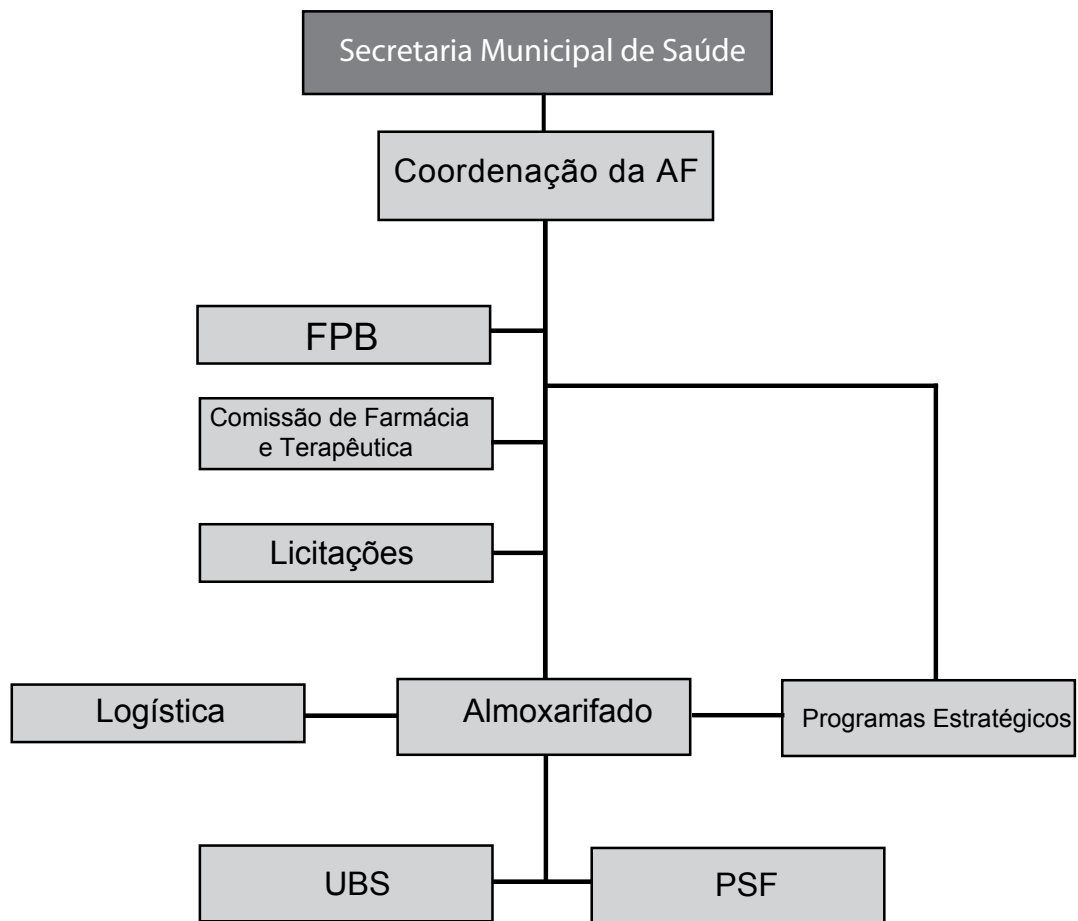 Secretaria Municipal de Saúde
Coordenação da AF
FPB
Comissão de Farmácia
e Terapêutica
Licitações
Logística
Almoxarifado
Programas Estratégicos
UBS
PSF